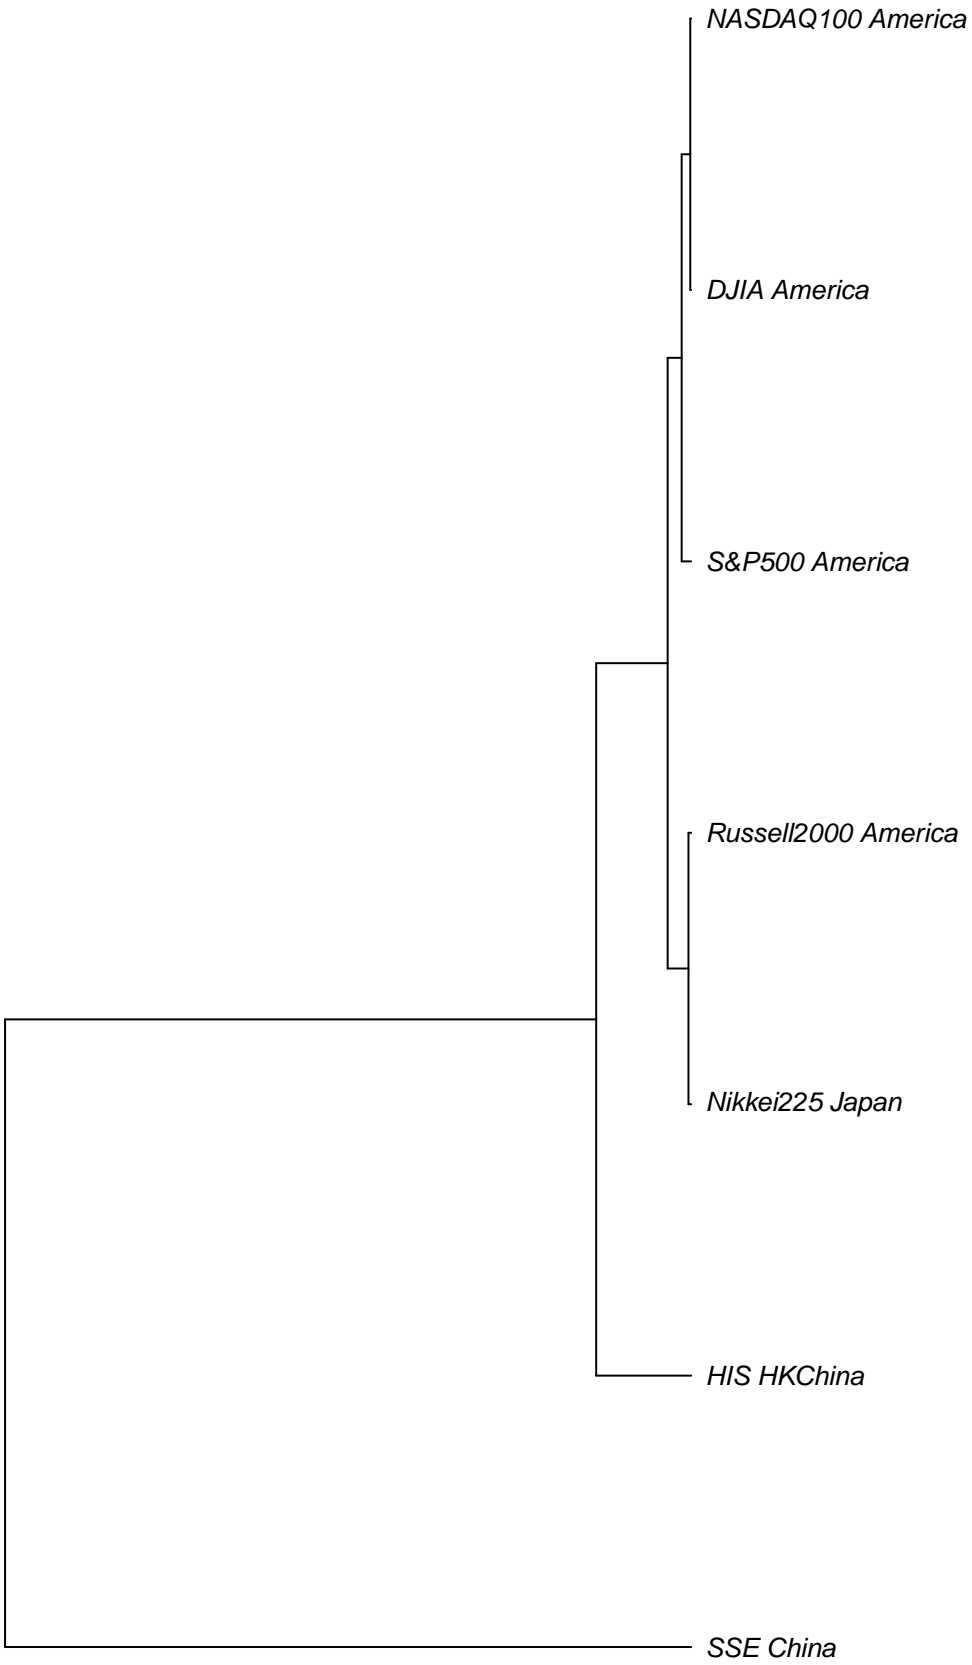 NASDAQ100 America
DJIA America
S&P500 America
Russell2000 America
Nikkei225 Japan
HIS HKChina
SSE China